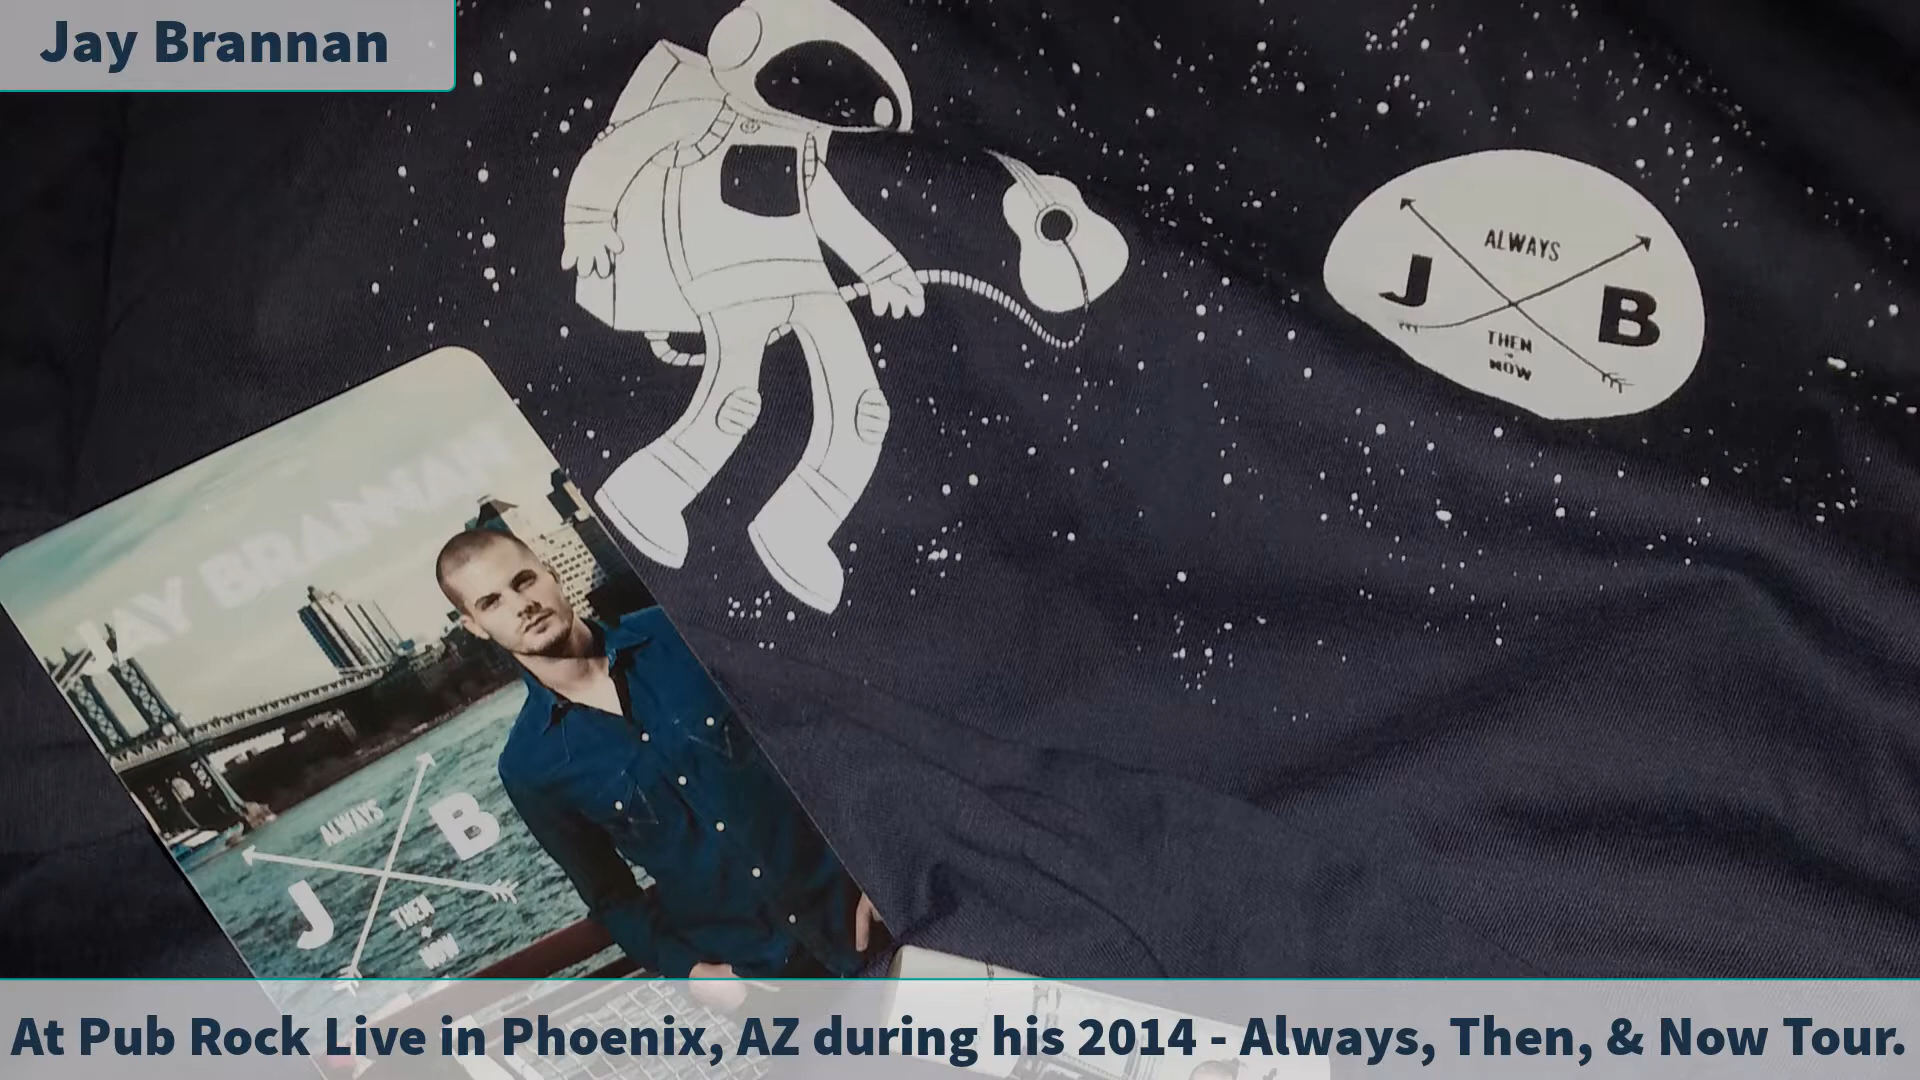 Jay Brannan
ALWAYS
J B
THEN
&
NOW
JAY BRANNAN
ALWAYS
J B
THEN
&
NOW
At Pub Rock Live in Phoenix, AZ during his 2014 - Always, Then, & Now Tour.